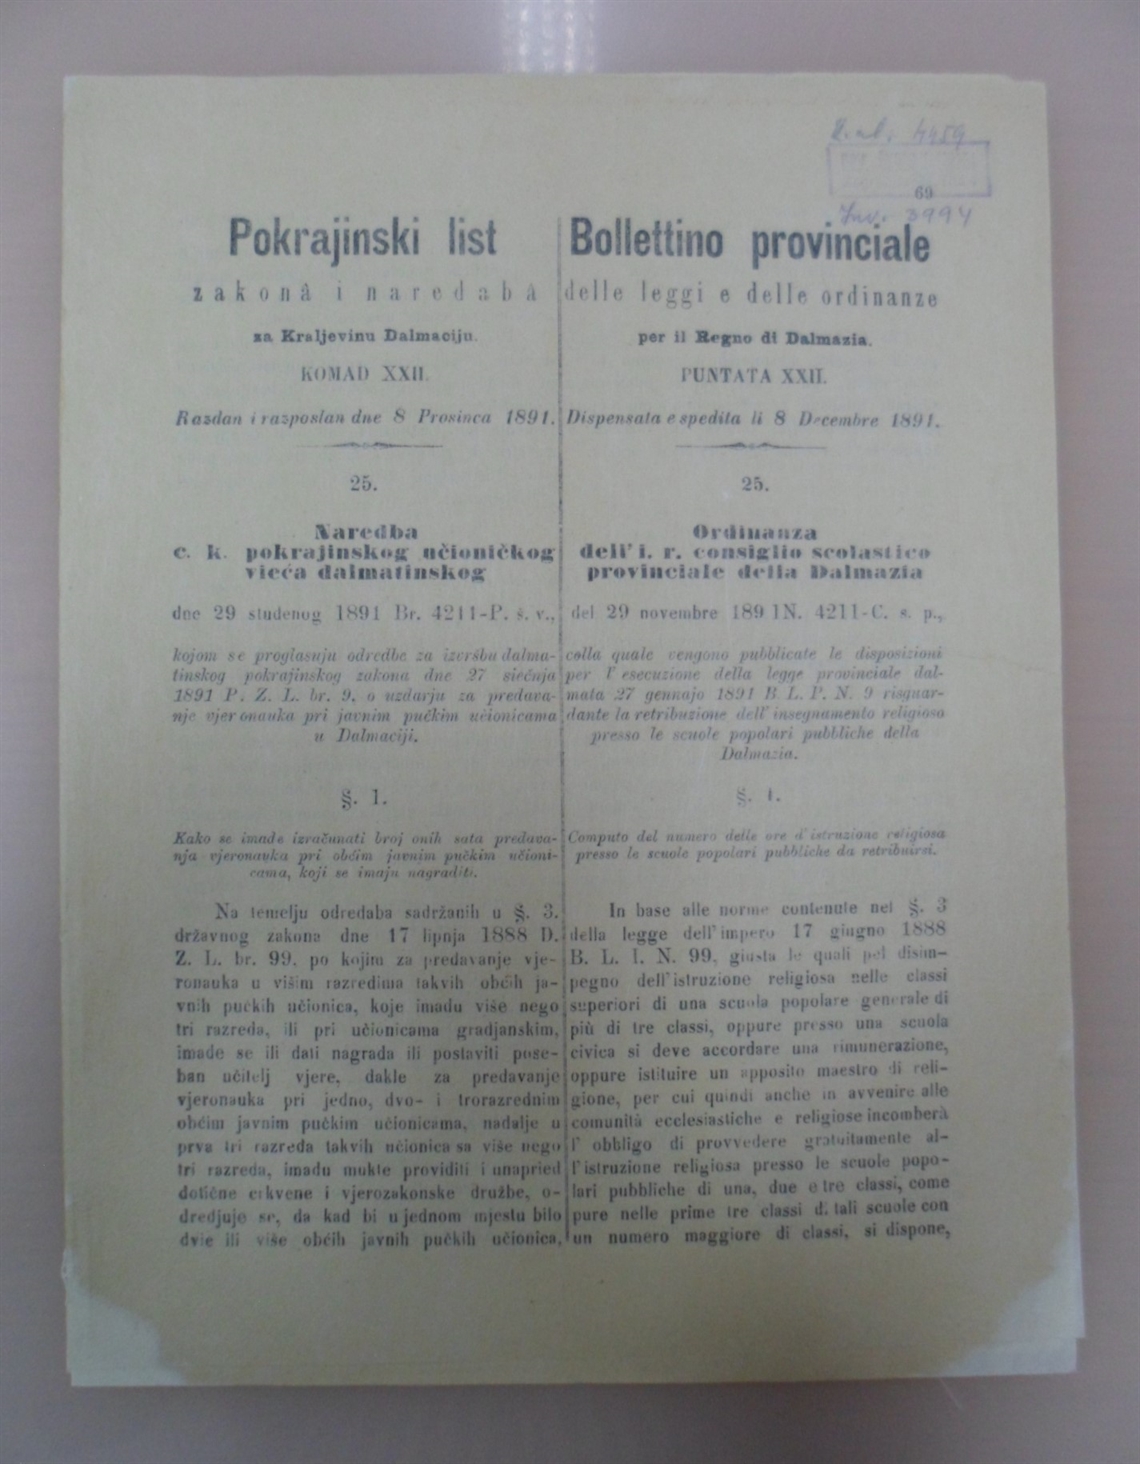 69
Inv. 3994
Pokrajinski list
zakonâ i naredabâ
za Kraljevinu Dalmaciju.
KOMAD XXII.
Razdan i razposlan dne 8 Prosinca 1891.
25.
Naredba
c. k. pokrajinskog učioničkog
vieća dalmatinskog
dne 29 studenog 1891 Br. 4211-P. š. v.,
kojom se proglasuju odredbe za izvršbu dalma-
tinskog pokrajinskog zakona dne 27 siečnja
1891 P. Z. L. br. 9, o uzdarju za predava-
nje vjeronauka pri javnim pučkim učionicama
u Dalmaciji.
§. 1.
Kako se imade izračunati broj onih sata predava-
nja vjeronauka pri obćim javnim pučkim učioni-
cama, koji se imaju nagraditi.
Na temelju odredaba sadržanih u §. 3.
državnog zakona dne 17 lipnja 1888 D.
Z. L. br. 99, po kojim za predavanje vje-
ronauka u višim razredima takvih obćih ja-
vnih pučkih učionica, koje imadu više nego
tri razreda, ili pri učionicama gradjanskim,
imade se ili dati nagrada ili postaviti pose-
ban učitelj vjere, dakle za predavanje
vjeronauka pri jedno, dvo- i trorazrednim
obćim javnim pučkim učionicama, nadalje u
prva tri razreda takvih učionica sa više nego
tri razreda, imadu mukte providiti i unapried
dotične crkvene i vjerozakonske družbe, o-
dredjuje se, da kad bi u jednom mjestu bilo
dvie ili više obćih javnih pučkih učionica,
Bollettino provinciale
delle leggi e delle ordinanze
per il Regno di Dalmazia.
PUNTATA XXII.
Dispensata e spedita li 8 Decembre 1891.
25.
Ordinanza
dell' i. r. consiglio scolastico
provinciale della Dalmazia
del 29 novembre 189 1N. 4211-C. s. p.,
colla quale vengono pubblicate le disposizioni
per l' esecuzione della legge provinciale dal-
mata 27 gennajo 1891 B L. P. N. 9 risguar-
dante la retribuzione dell' insegnamento religioso
presso le scuole popolari pubbliche della
Dalmazia.
§. 1.
Computo del numero delle ore d' istruzione religiosa
presso le scuole popolari pubbliche da retribuirsi.
In base alle norme contenute nel §. 3
della legge dell' impero 17 giugno 1888
B. L. I. N. 99, giusta le quali pel disim-
pegno dell' istruzione religiosa nelle classi
superiori di una scuola popolare generale di
più di tre classi, oppure presso una scuola
civica si deve accordare una rimunerazione,
oppure istituire un apposito maestro di reli-
gione, per cui quindi anche in avvenire alle
comunità ecclesiastiche e religiose incomberà
l' obbligo di provvedere gratuitamente al-
l' istruzione religiosa presso le scuole popo-
lari pubbliche di una, due e tre classi, come
pure nelle prime tre classi di tali scuole con
un numero maggiore di classi, si dispone,